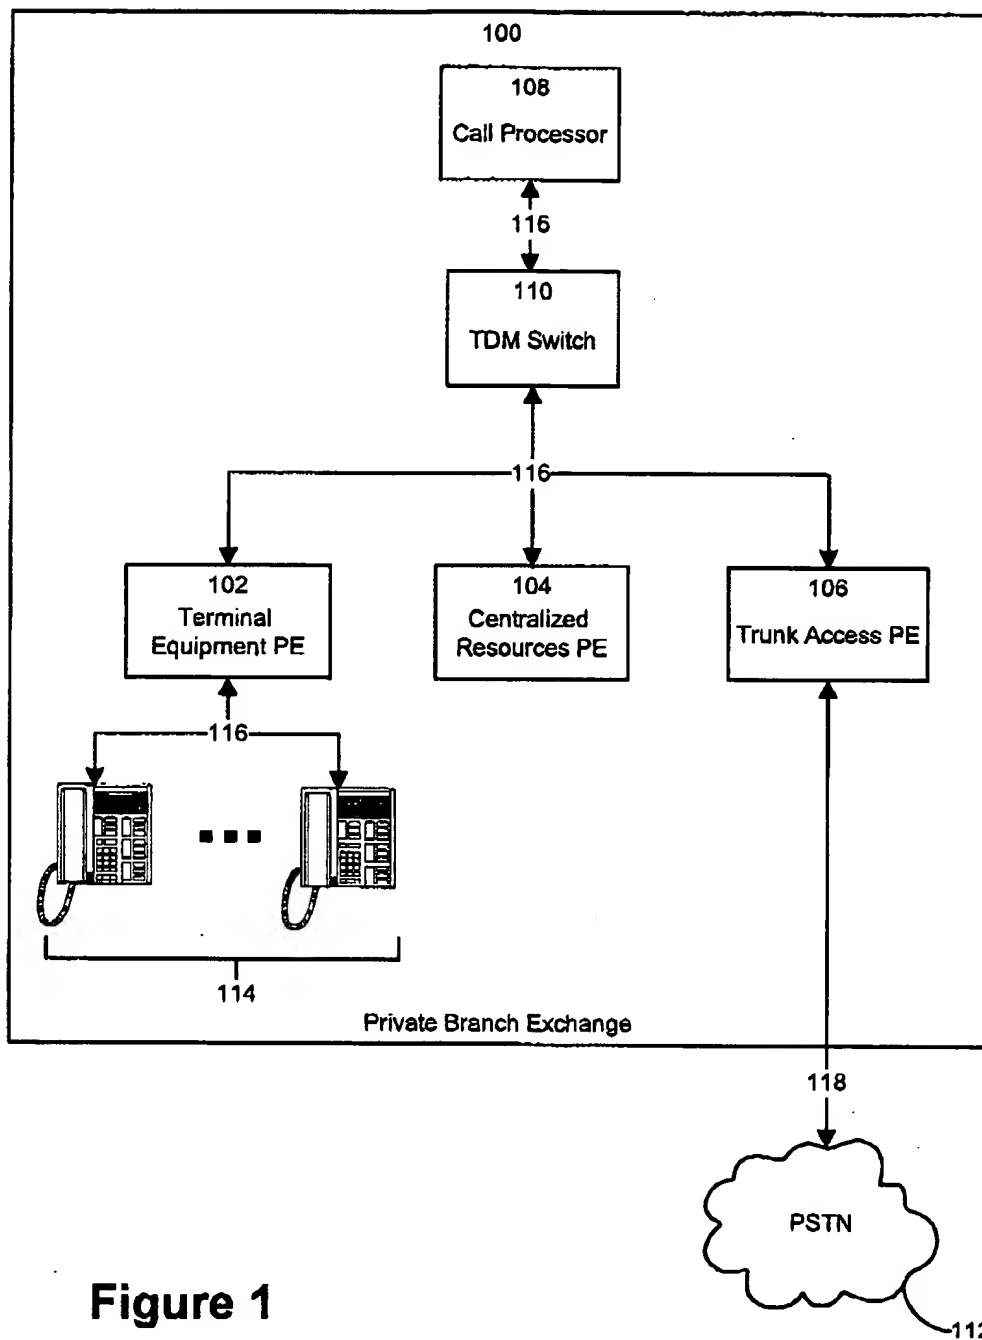 100
108
Call Processor
116
110
TDM Switch
116
102
Terminal
Equipment PE
104
Centralized
Resources PE
106
Trunk Access PE
116
114
Private Branch Exchange
118
PSTN
112
Figure 1